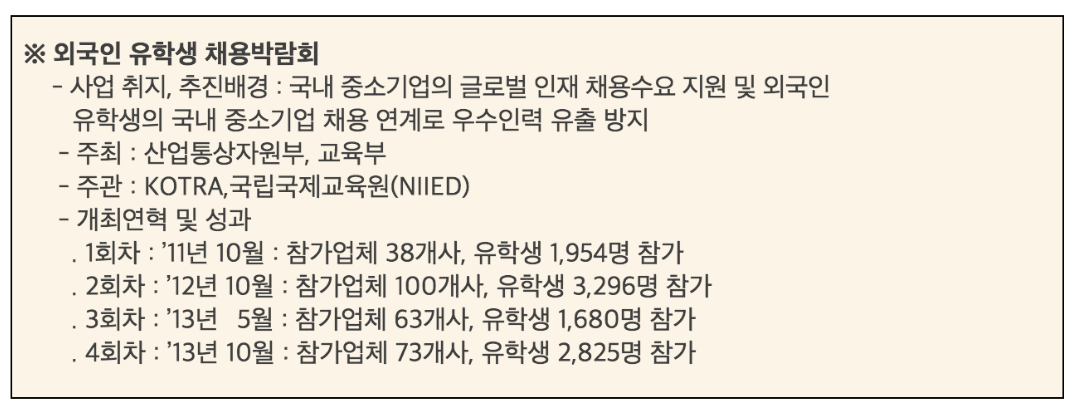 ※ 외국인 유학생 채용박람회
- 사업 취지, 추진배경 : 국내 중소기업의 글로벌 인재 채용수요 지원 및 외국인
유학생의 국내 중소기업 채용 연계로 우수인력 유출 방지
- 주최 : 산업통상자원부, 교육부
- 주관 : KOTRA,국립국제교육원(NIIED)
- 개최연혁 및 성과
. 1회차 : ’11년 10월 : 참가업체 38개사, 유학생 1,954명 참가
. 2회차 : ’12년 10월 : 참가업체 100개사, 유학생 3,296명 참가
. 3회차 : ’13년 5월 : 참가업체 63개사, 유학생 1,680명 참가
. 4회차 : ’13년 10월 : 참가업체 73개사, 유학생 2,825명 참가